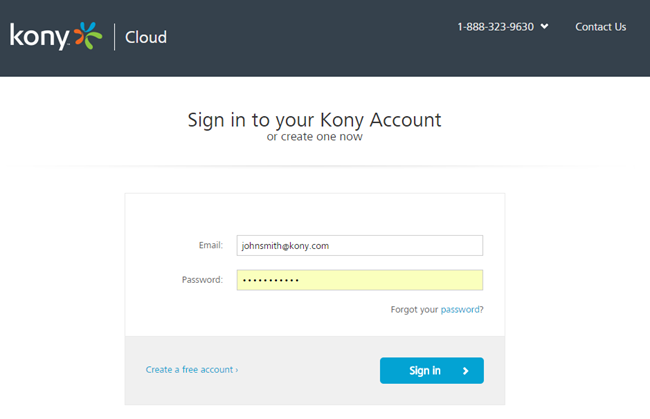 kony™ Cloud 1-888-323-9630 Contact Us
Sign in to your Kony Account
or create one now
Email: johnsmith@kony.com
Password: •••••••••••
Forgot your password?
Create a free account ›
Sign in ›